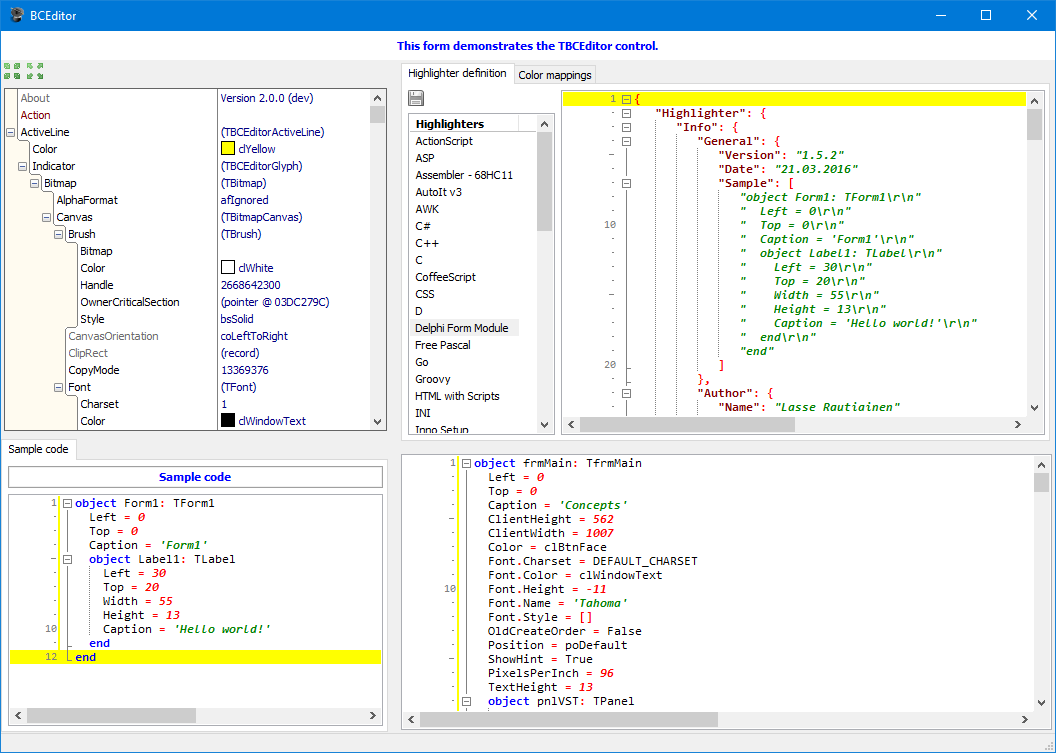 BCEditor
This form demonstrates the TBCEditor control.
About Version 2.0.0 (dev)
Action
ActiveLine (TBCEditorActiveLine)
Color clYellow
Indicator (TBCEditorGlyph)
Bitmap (TBitmap)
AlphaFormat afIgnored
Canvas (TBitmapCanvas)
Brush (TBrush)
Bitmap
Color clWhite
Handle 2668642300
OwnerCriticalSection (pointer @ 03DC279C)
Style bsSolid
CanvasOrientation coLeftToRight
ClipRect (record)
CopyMode 13369376
Font (TFont)
Charset 1
Color clWindowText
Highlighter definition Color mappings
Highlighters
ActionScript
ASP
Assembler - 68HC11
AutoIt v3
AWK
C#
C++
C
CoffeeScript
CSS
D
Delphi Form Module
Free Pascal
Go
Groovy
HTML with Scripts
INI
Inno Setup
1 {
"Highlighter": {
"Info": {
"General": {
"Version": "1.5.2"
"Date": "21.03.2016"
"Sample": [
"object Form1: TForm1\r\n"
"  Left = 0\r\n"
10 "  Top = 0\r\n"
"  Caption = 'Form1'\r\n"
"  object Label1: TLabel\r\n"
"    Left = 30\r\n"
"    Top = 20\r\n"
"    Width = 55\r\n"
"    Height = 13\r\n"
"    Caption = 'Hello world!'\r\n"
"  end\r\n"
"end"
20 ]
},
"Author": {
"Name": "Lasse Rautiainen"
Sample code
Sample code
1 object Form1: TForm1
Left = 0
Top = 0
Caption = 'Form1'
object Label1: TLabel
Left = 30
Top = 20
Width = 55
Height = 13
10 Caption = 'Hello world!'
end
12 end
1 object frmMain: TfrmMain
Left = 0
Top = 0
Caption = 'Concepts'
ClientHeight = 562
ClientWidth = 1007
Color = clBtnFace
Font.Charset = DEFAULT_CHARSET
Font.Color = clWindowText
10 Font.Height = -11
Font.Name = 'Tahoma'
Font.Style = []
OldCreateOrder = False
Position = poDefault
ShowHint = True
PixelsPerInch = 96
TextHeight = 13
object pnlVST: TPanel